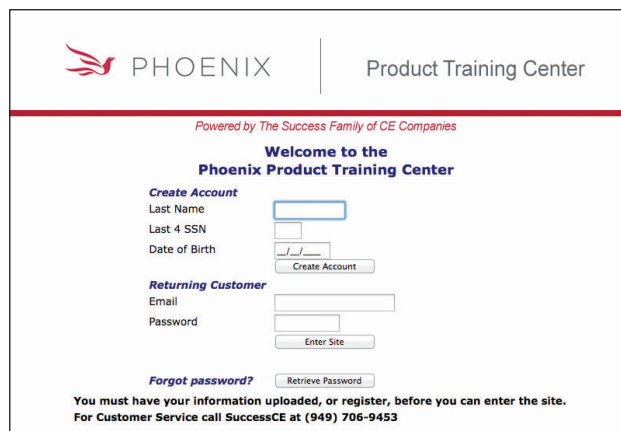 PHOENIX
Product Training Center
Powered by The Success Family of CE Companies
Welcome to the
Phoenix Product Training Center
Create Account
Last Name
Last 4 SSN
Date of Birth
__/__/____
Create Account
Returning Customer
Email
Password
Enter Site
Forgot password?
Retrieve Password
You must have your information uploaded, or register, before you can enter the site.
For Customer Service call SuccessCE at (949) 706-9453